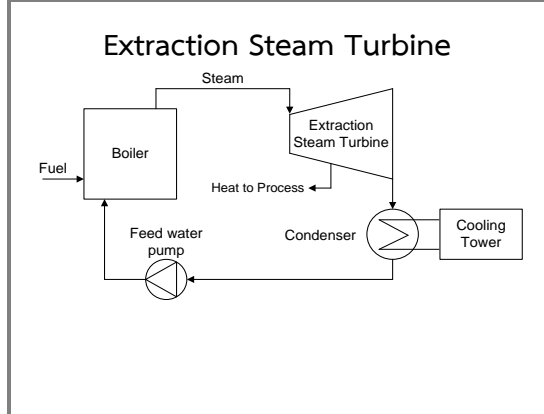 Extraction Steam Turbine
Steam
Boiler
Extraction
Steam Turbine
Fuel
Heat to Process
Feed water
pump
Condenser
Cooling
Tower